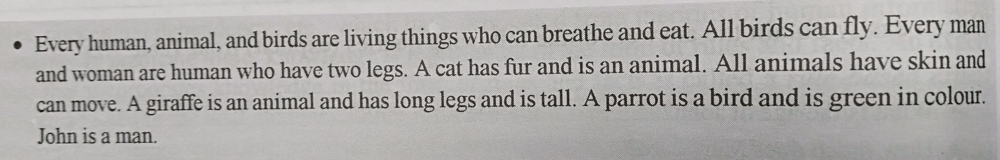 • Every human, animal, and birds are living things who can breathe and eat. All birds can fly. Every man
and woman are human who have two legs. A cat has fur and is an animal. All animals have skin and
can move. A giraffe is an animal and has long legs and is tall. A parrot is a bird and is green in colour.
John is a man.